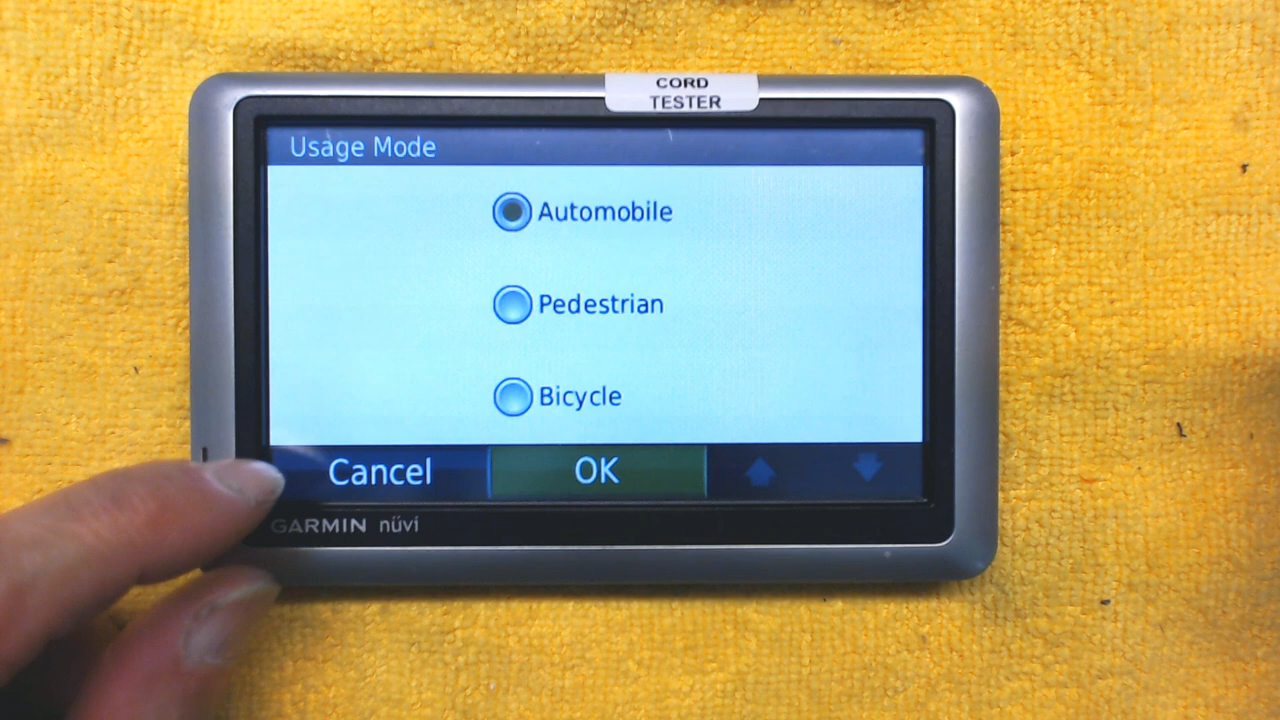 CORD
TESTER
Usage Mode
Automobile
Pedestrian
Bicycle
Cancel OK
GARMIN nüvi